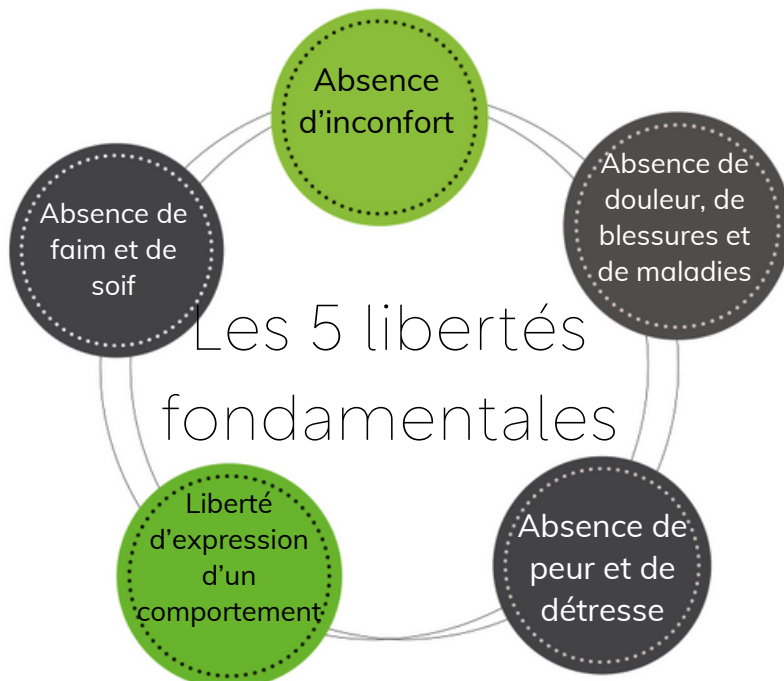 Absence
d’inconfort
Absence de
douleur, de
blessures et
de maladies
Absence de
faim et de
soif
Les 5 libertés
fondamentales
Liberté
d’expression
d’un
comportement
Absence de
peur et de
détresse